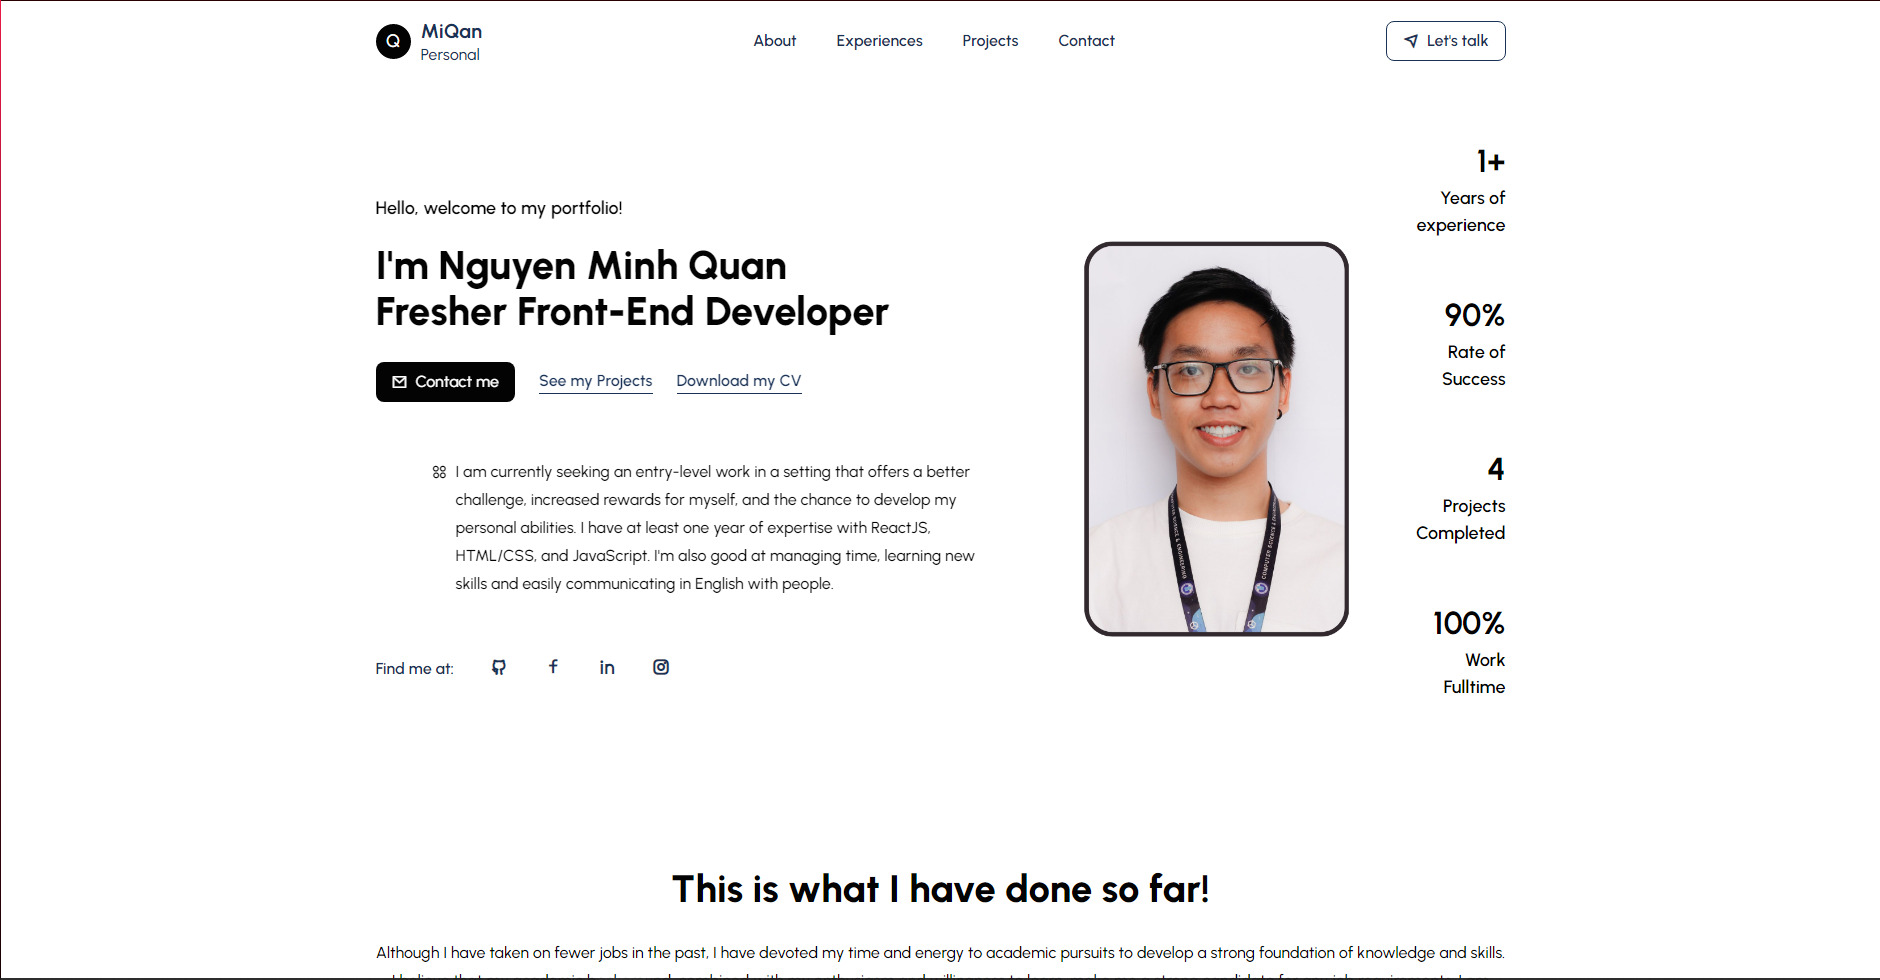 Q
MiQan
Personal
About
Experiences
Projects
Contact
Let's talk
Hello, welcome to my portfolio!
I'm Nguyen Minh Quan
Fresher Front-End Developer
Contact me
See my Projects
Download my CV
I am currently seeking an entry-level work in a setting that offers a better
challenge, increased rewards for myself, and the chance to develop my
personal abilities. I have at least one year of expertise with ReactJS,
HTML/CSS, and JavaScript. I'm also good at managing time, learning new
skills and easily communicating in English with people.
Find me at:
f
in
COMPUTER SCIENCE & ENGINEERING
1+
Years of
experience
90%
Rate of
Success
4
Projects
Completed
100%
Work
Fulltime
This is what I have done so far!
Although I have taken on fewer jobs in the past, I have devoted my time and energy to academic pursuits to develop a strong foundation of knowledge and skills.